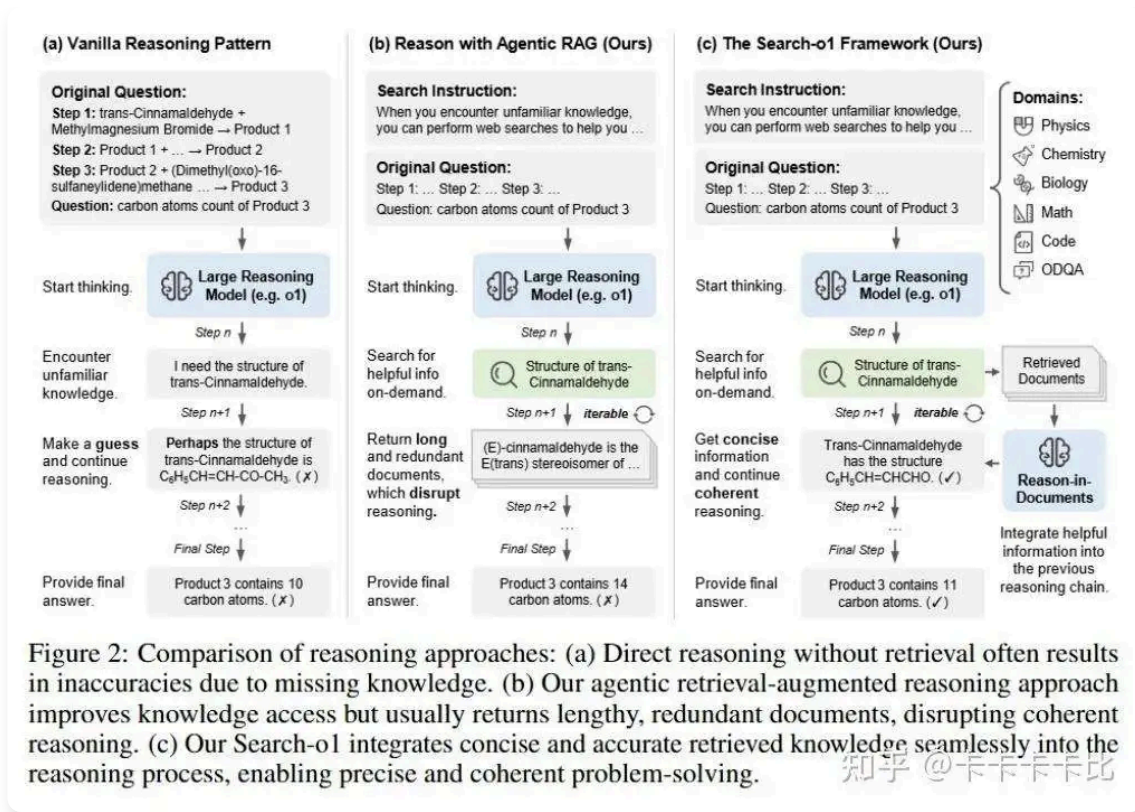 (a) Vanilla Reasoning Pattern
Original Question:
Step 1: trans-Cinnamaldehyde +
Methylmagnesium Bromide → Product 1
Step 2: Product 1 + ... → Product 2
Step 3: Product 2 + (Dimethyl(oxo)-16-
sulfaneylidene)methane ... → Product 3
Question: carbon atoms count of Product 3
Start thinking.
Large Reasoning
Model (e.g. o1)
Step n
Encounter
unfamiliar
knowledge.
I need the structure of
trans-Cinnamaldehyde.
Step n+1
Make a guess
and continue
reasoning.
Perhaps the structure of
trans-Cinnamaldehyde is
C₆H₅CH=CH-CO-CH₃. (✗)
Step n+2
...
Final Step
Provide final
answer.
Product 3 contains 10
carbon atoms. (✗)
(b) Reason with Agentic RAG (Ours)
Search Instruction:
When you encounter unfamiliar knowledge,
you can perform web searches to help you ...
Original Question:
Step 1: ... Step 2: ... Step 3: ...
Question: carbon atoms count of Product 3
Start thinking.
Large Reasoning
Model (e.g. o1)
Step n
Search for
helpful info
on-demand.
Structure of trans-
Cinnamaldehyde
Step n+1 iterable
Return long
and redundant
documents,
which disrupt
reasoning.
(E)-cinnamaldehyde is the
E(trans) stereoisomer of ...
Step n+2
...
Final Step
Provide final
answer.
Product 3 contains 14
carbon atoms. (✗)
(c) The Search-o1 Framework (Ours)
Search Instruction:
When you encounter unfamiliar knowledge,
you can perform web searches to help you ...
Original Question:
Step 1: ... Step 2: ... Step 3: ...
Question: carbon atoms count of Product 3
Domains:
Physics
Chemistry
Biology
Math
Code
ODQA
Start thinking.
Large Reasoning
Model (e.g. o1)
Step n
Search for
helpful info
on-demand.
Structure of trans-
Cinnamaldehyde
Retrieved
Documents
Step n+1 iterable
Get concise
information
and continue
coherent
reasoning.
Trans-Cinnamaldehyde
has the structure
C₆H₅CH=CHCHO. (✓)
Reason-in-
Documents
Integrate helpful
information into
the previous
reasoning chain.
Step n+2
...
Final Step
Provide final
answer.
Product 3 contains 11
carbon atoms. (✓)
Figure 2: Comparison of reasoning approaches: (a) Direct reasoning without retrieval often results
in inaccuracies due to missing knowledge. (b) Our agentic retrieval-augmented reasoning approach
improves knowledge access but usually returns lengthy, redundant documents, disrupting coherent
reasoning. (c) Our Search-o1 integrates concise and accurate retrieved knowledge seamlessly into the
reasoning process, enabling precise and coherent problem-solving.
知乎 @卡卡卡卡比